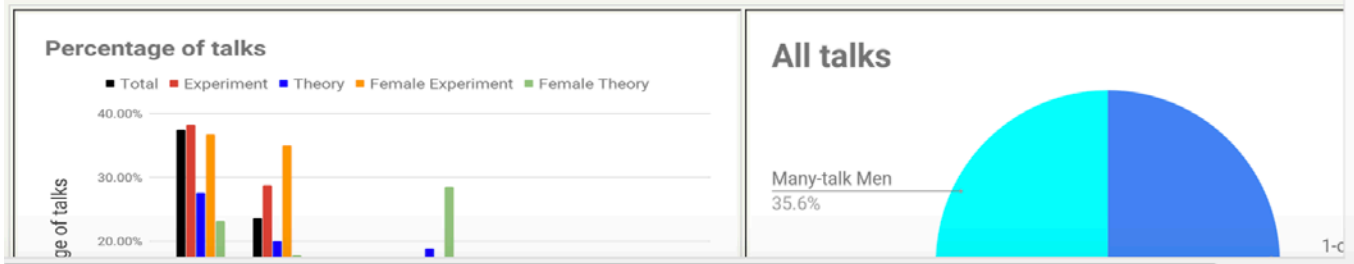 Percentage of talks
Total Experiment Theory Female Experiment Female Theory
40.00%
30.00%
20.00%
of talks
All talks
Many-talk Men
35.6%